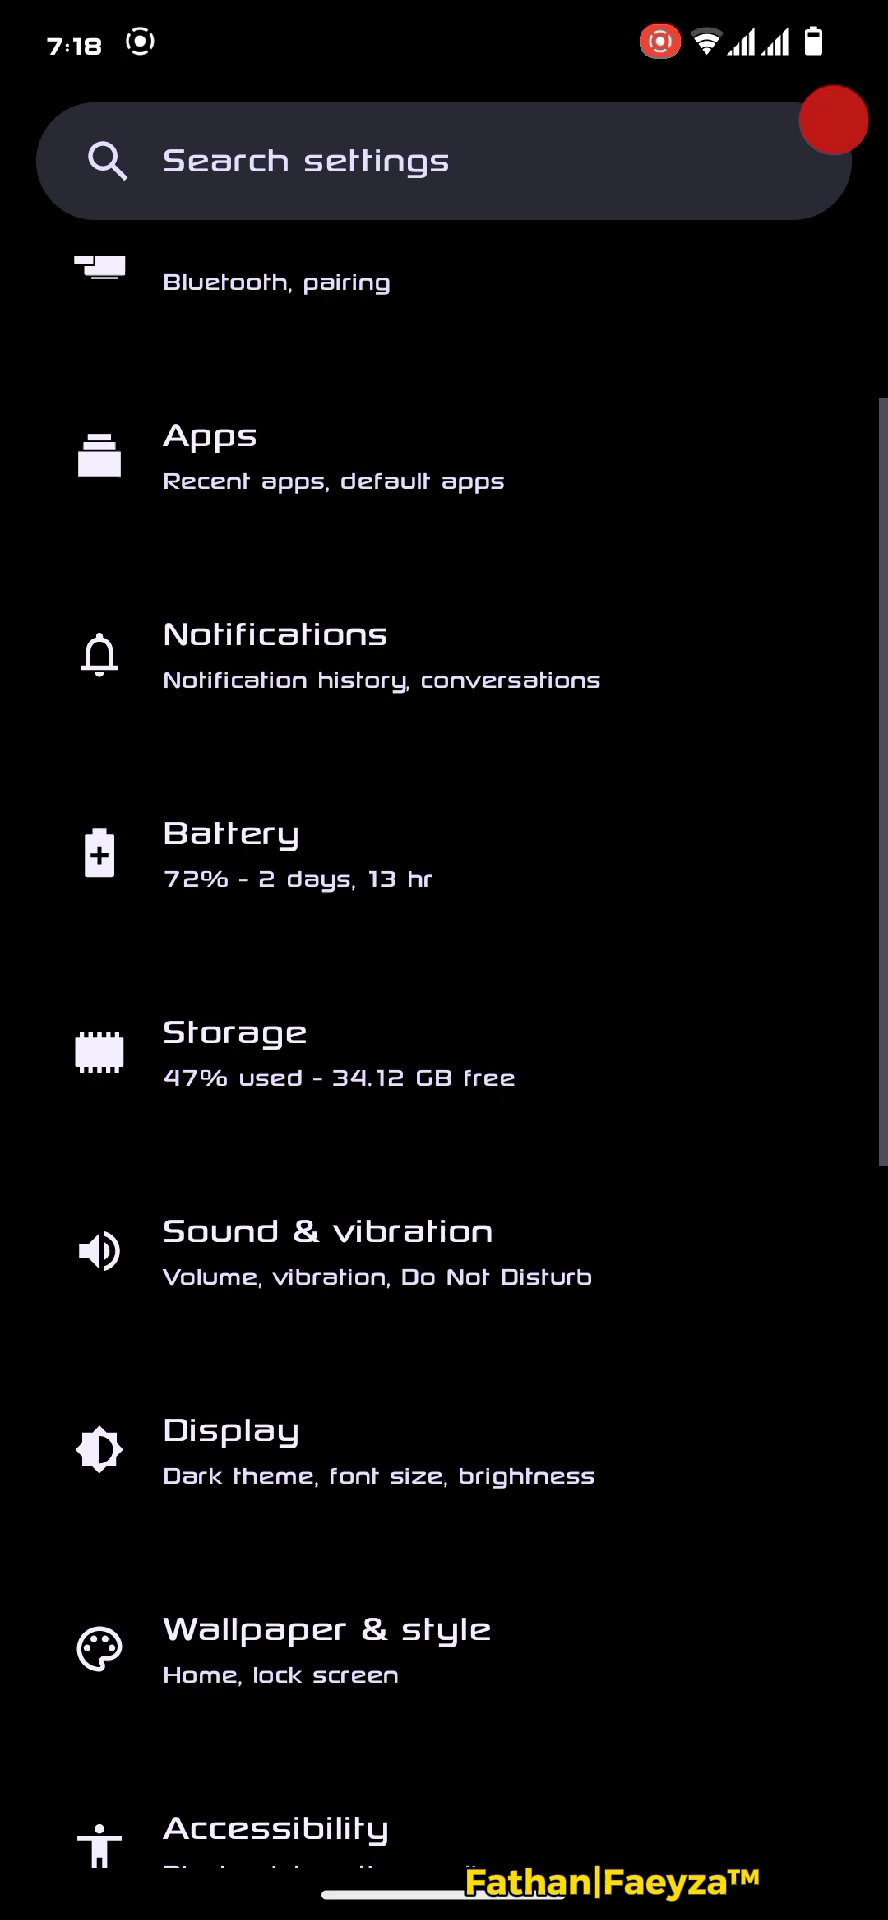 7:18
Search settings
Bluetooth, pairing
Apps
Recent apps, default apps
Notifications
Notification history, conversations
Battery
72% - 2 days, 13 hr
Storage
47% used - 34.12 GB free
Sound & vibration
Volume, vibration, Do Not Disturb
Display
Dark theme, font size, brightness
Wallpaper & style
Home, lock screen
Accessibility
Fathan|Faeyza™